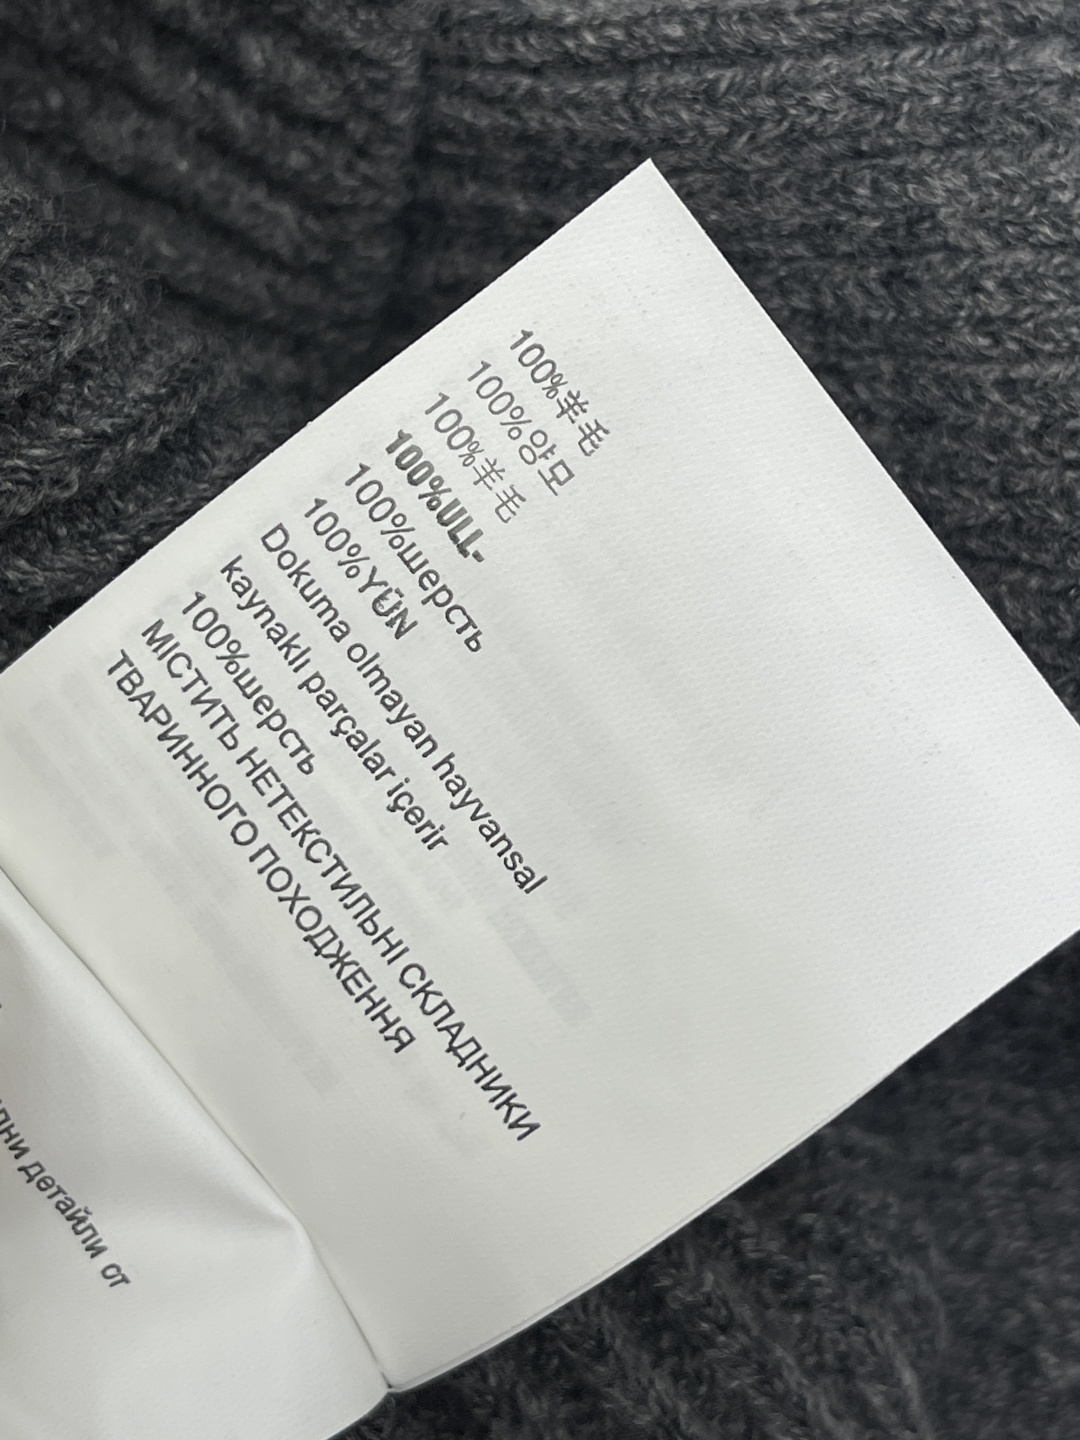 100%羊毛
100%양모
100%羊毛
100%ULL-
100%шерсть
100%YŪN
Dokuma olmayan hayvansal
kaynaklı parçalar içerir
100%шерсть
МІСТИТЬ НЕТЕКСТИЛЬНІ СКЛАДНИКИ
ТВАРИННОГО ПОХОДЖЕННЯ
детайли от